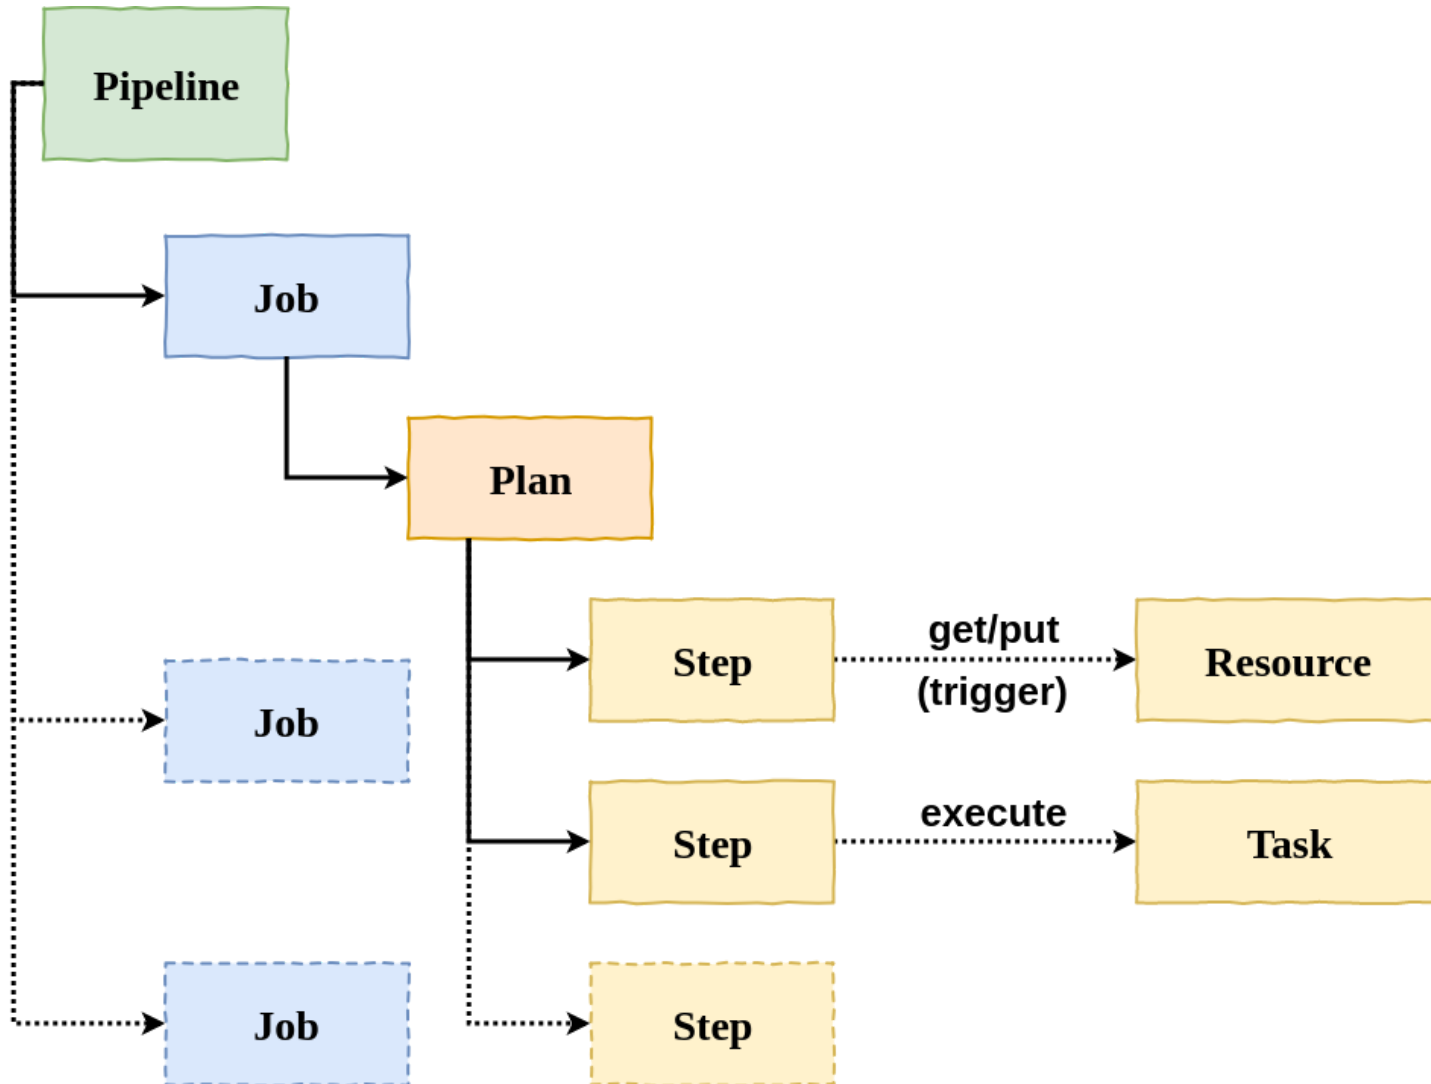 Pipeline
Job
Plan
Step
get/put
(trigger)
Resource
Job
Step
execute
Task
Job
Step